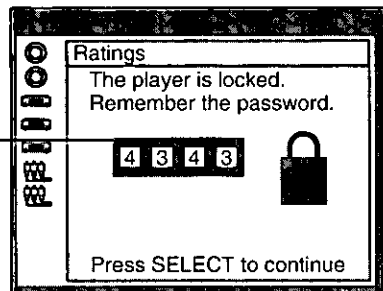 Ratings
The player is locked.
Remember the password.
4 3 4 3
Press SELECT to continue